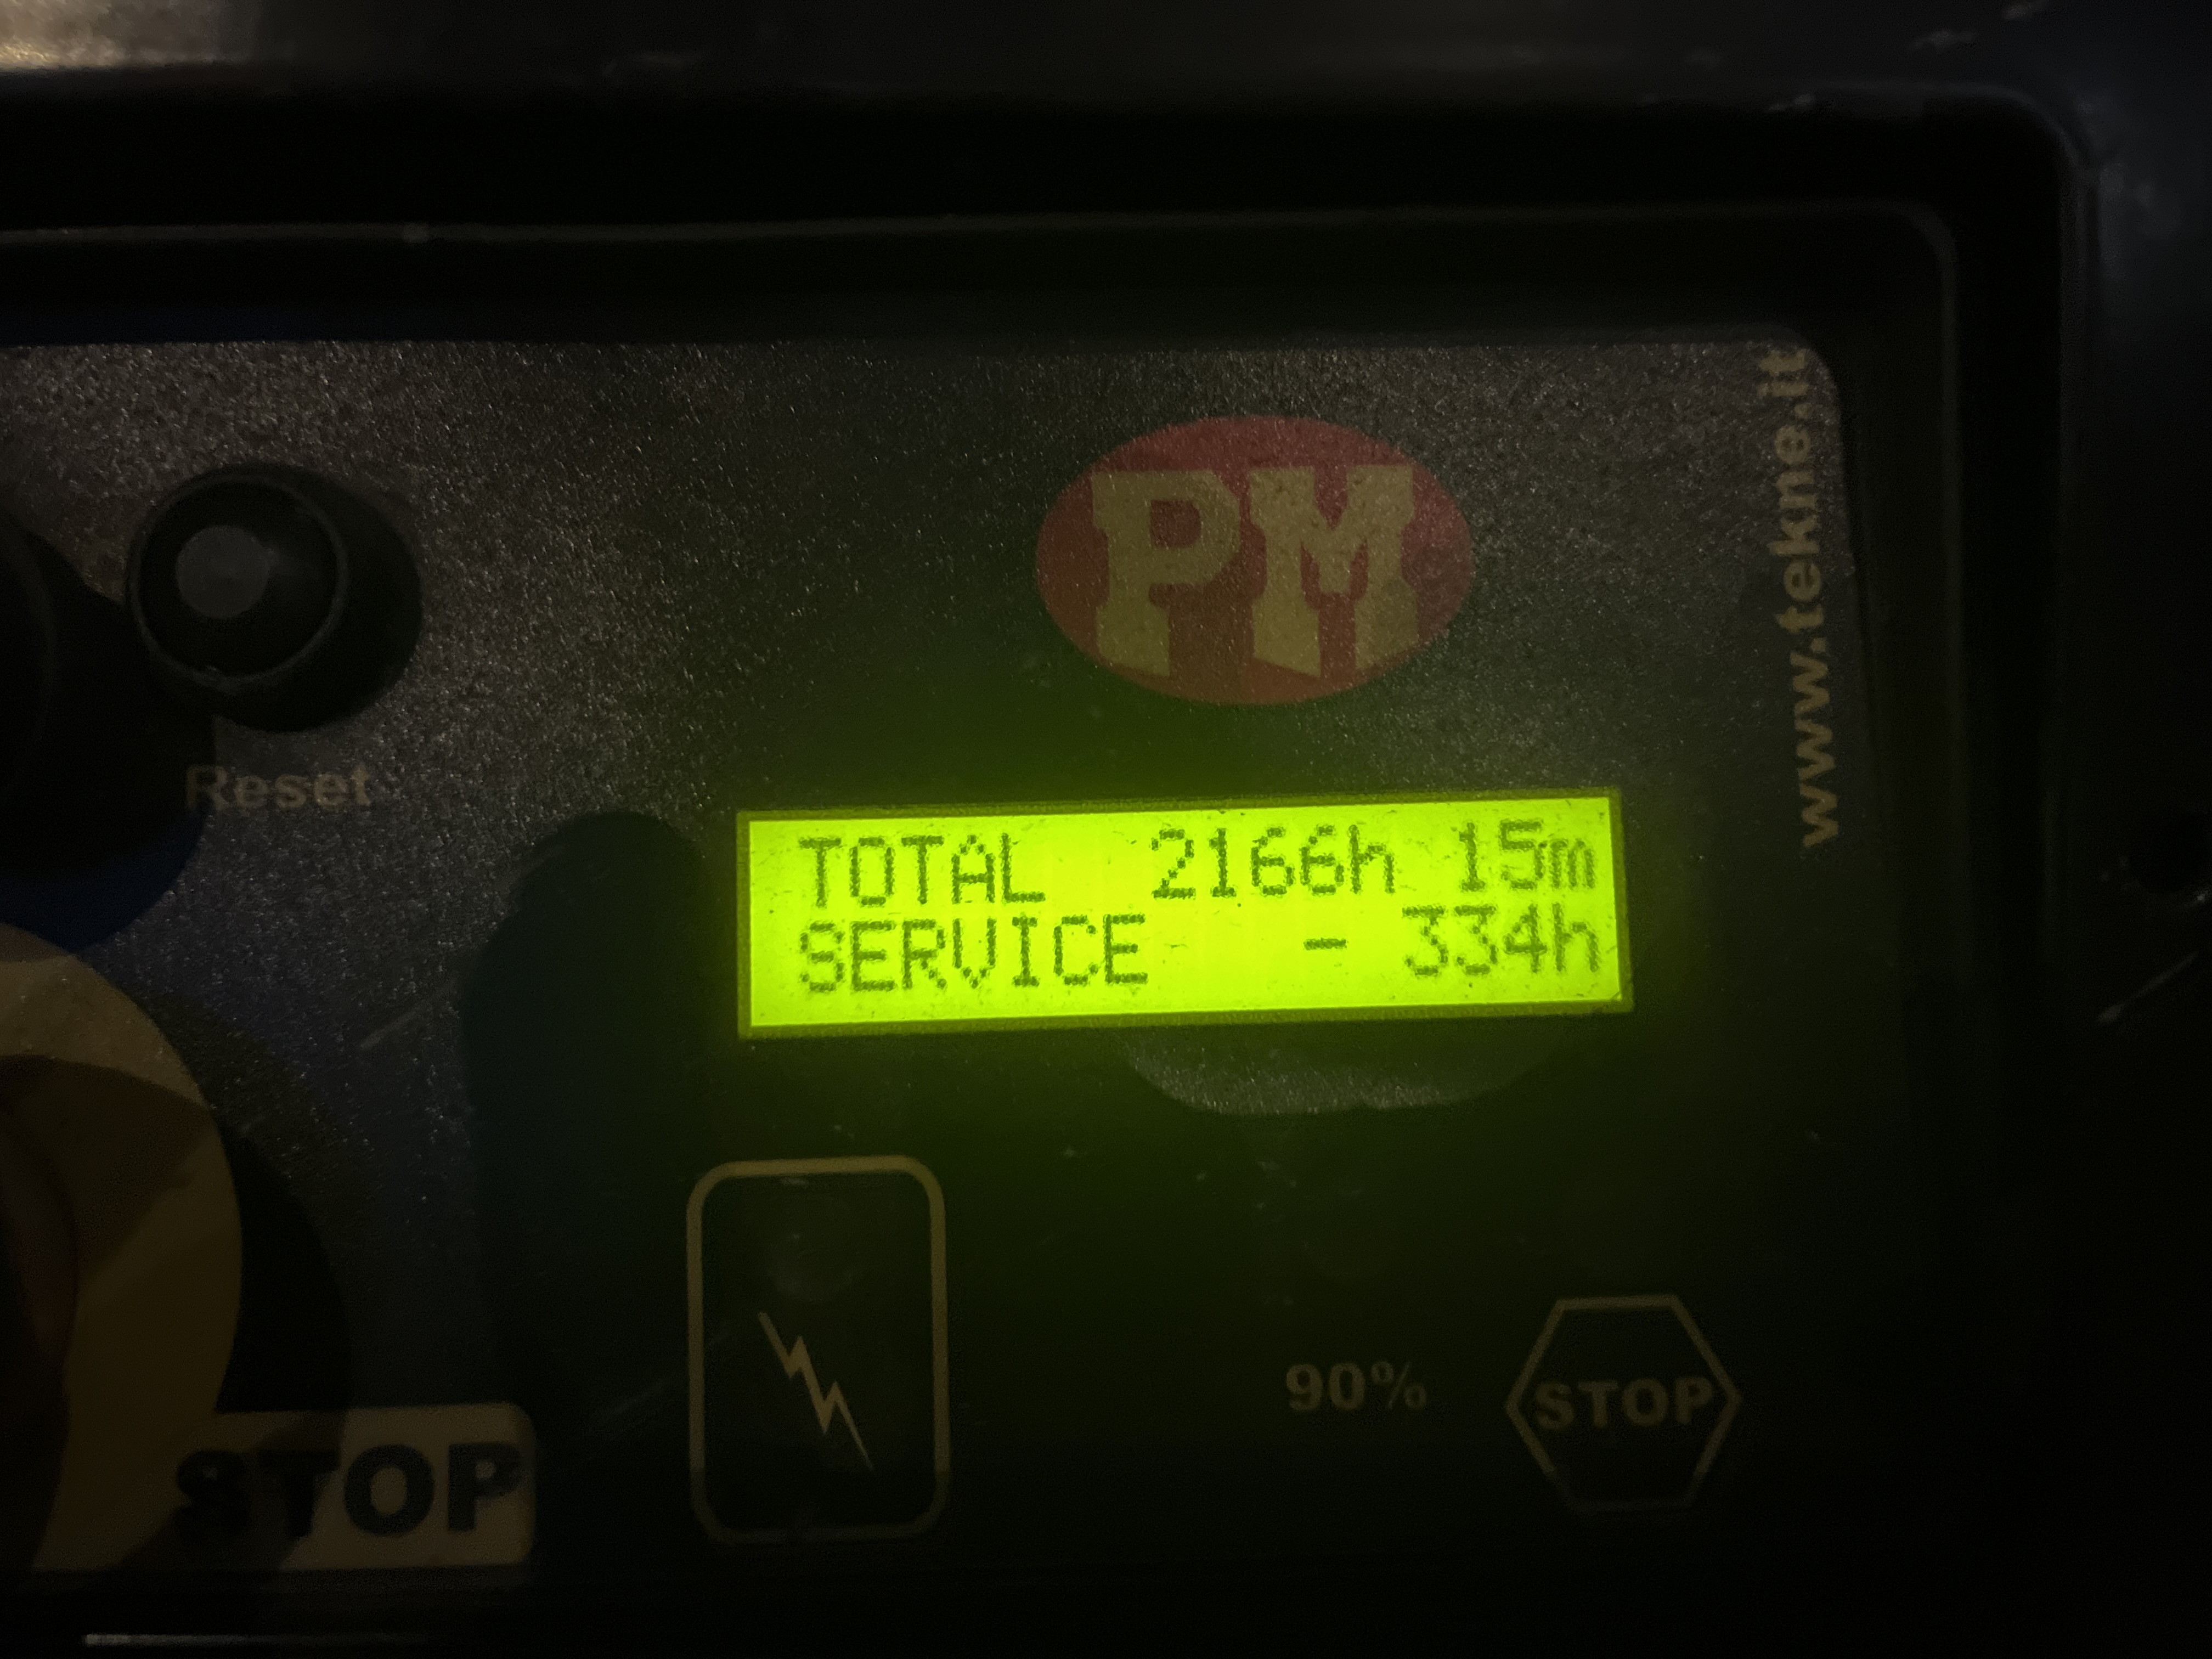 PM
www.tekne.it
Reset
TOTAL 2166h 15m
SERVICE - 334h
90%
STOP
STOP